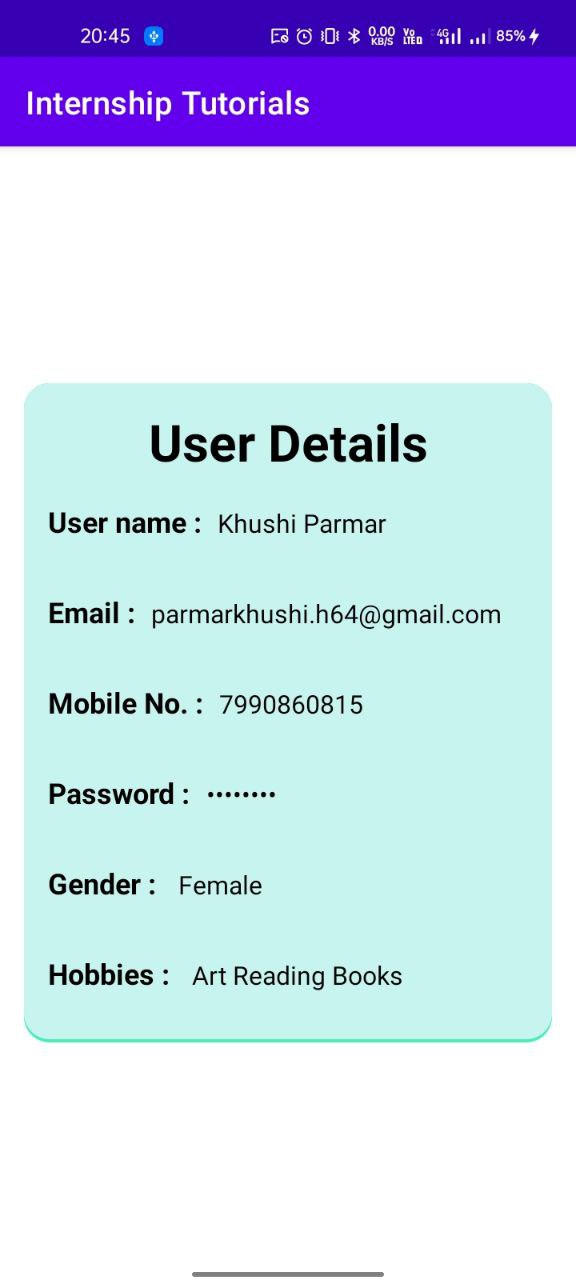 20:45 0.00 KB/S Vo LTE 4G 85%
Internship Tutorials
User Details
User name : Khushi Parmar
Email : parmarkhushi.h64@gmail.com
Mobile No. : 7990860815
Password : ••••••••
Gender : Female
Hobbies : Art Reading Books